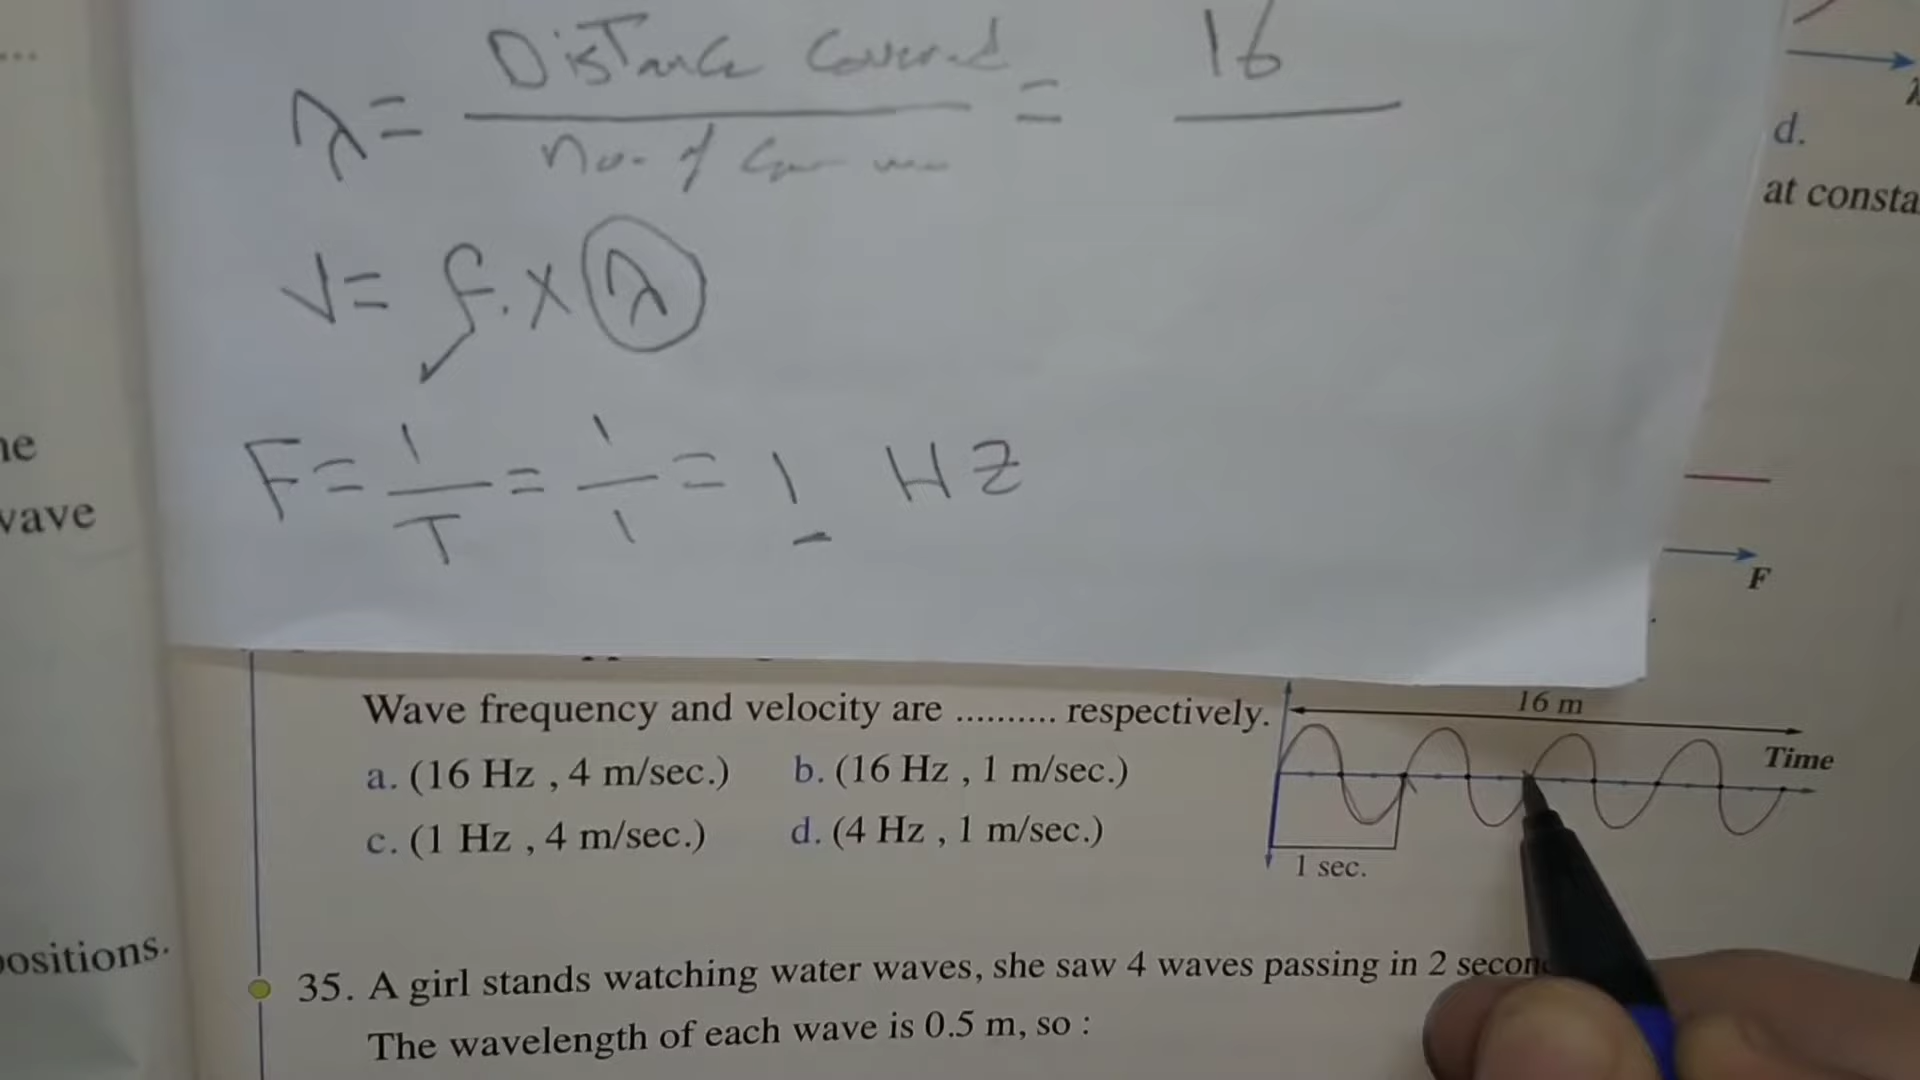 ...
Distance Covered
λ = = 16
no. of
V = f. x λ
d.
at consta
λ
F = 1/T = 1/1 = 1 HZ
ne
wave
F
Wave frequency and velocity are .......... respectively.
16 m
a. (16 Hz , 4 m/sec.) b. (16 Hz , 1 m/sec.)
Time
c. (1 Hz , 4 m/sec.) d. (4 Hz , 1 m/sec.)
1 sec.
ositions.
35. A girl stands watching water waves, she saw 4 waves passing in 2 secon
The wavelength of each wave is 0.5 m, so :